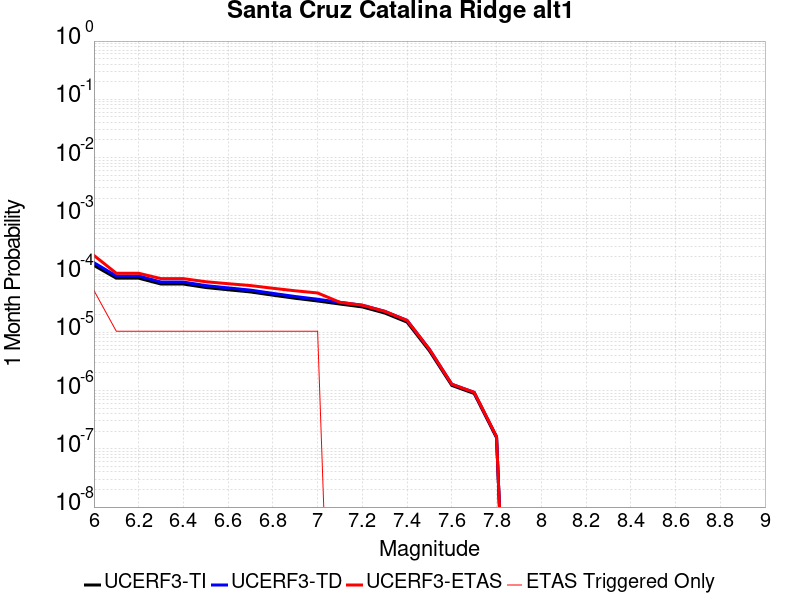 Santa Cruz Catalina Ridge alt1
10^0
10^-1
10^-2
10^-3
10^-4
10^-5
10^-6
10^-7
10^-8
1 Month Probability
6 6.2 6.4 6.6 6.8 7 7.2 7.4 7.6 7.8 8 8.2 8.4 8.6 8.8 9
Magnitude
UCERF3-TI UCERF3-TD UCERF3-ETAS ETAS Triggered Only